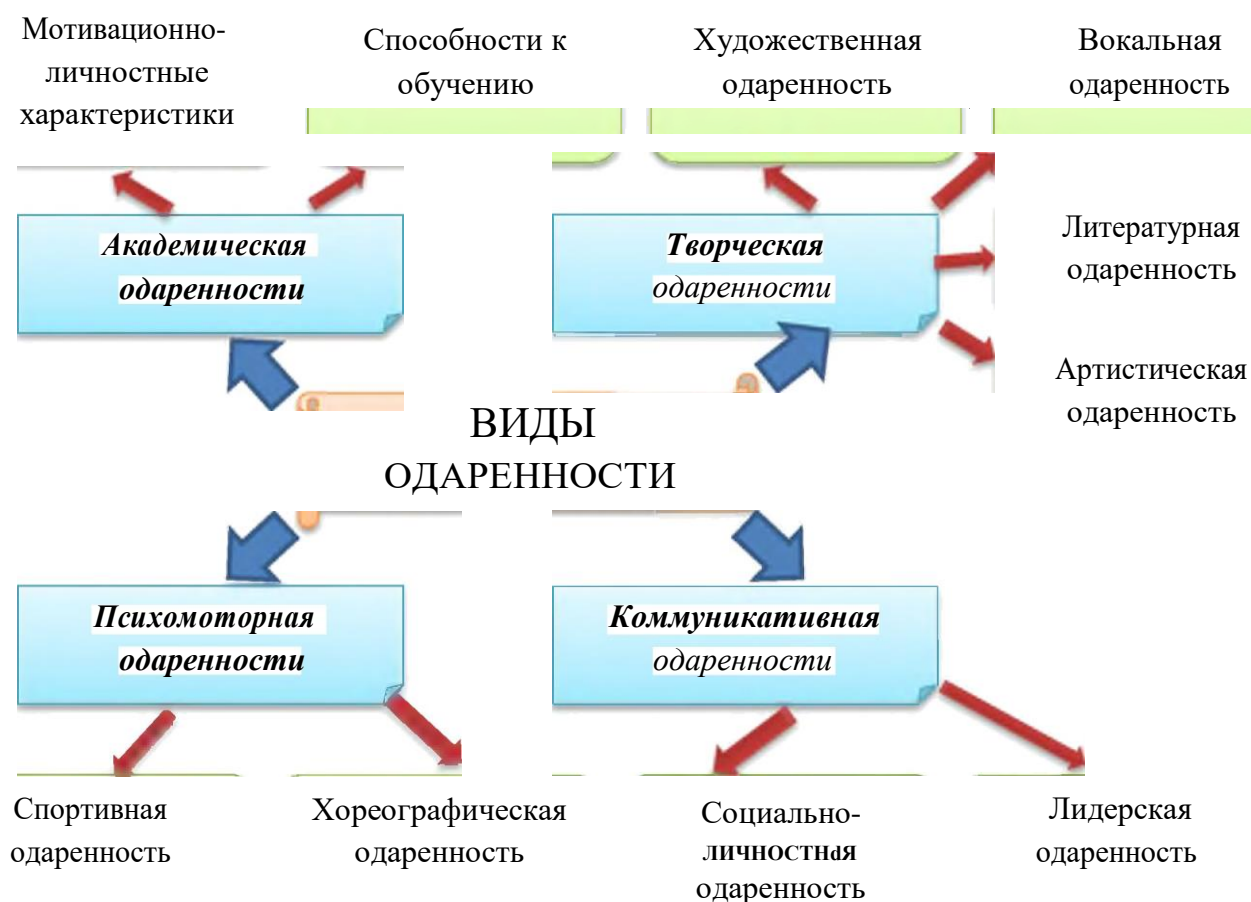 Мотивационно-
личностные
характеристики
Способности к
обучению
Художественная
одаренность
Вокальная
одаренность
Академическая
одаренности
Творческая
одаренности
Литературная
одаренность
Артистическая
одаренность
ВИДЫ
ОДАРЕННОСТИ
Психомоторная
одаренности
Коммуникативная
одаренности
Спортивная
одаренность
Хореографическая
одаренность
Социально-
личностная
одаренность
Лидерская
одаренность